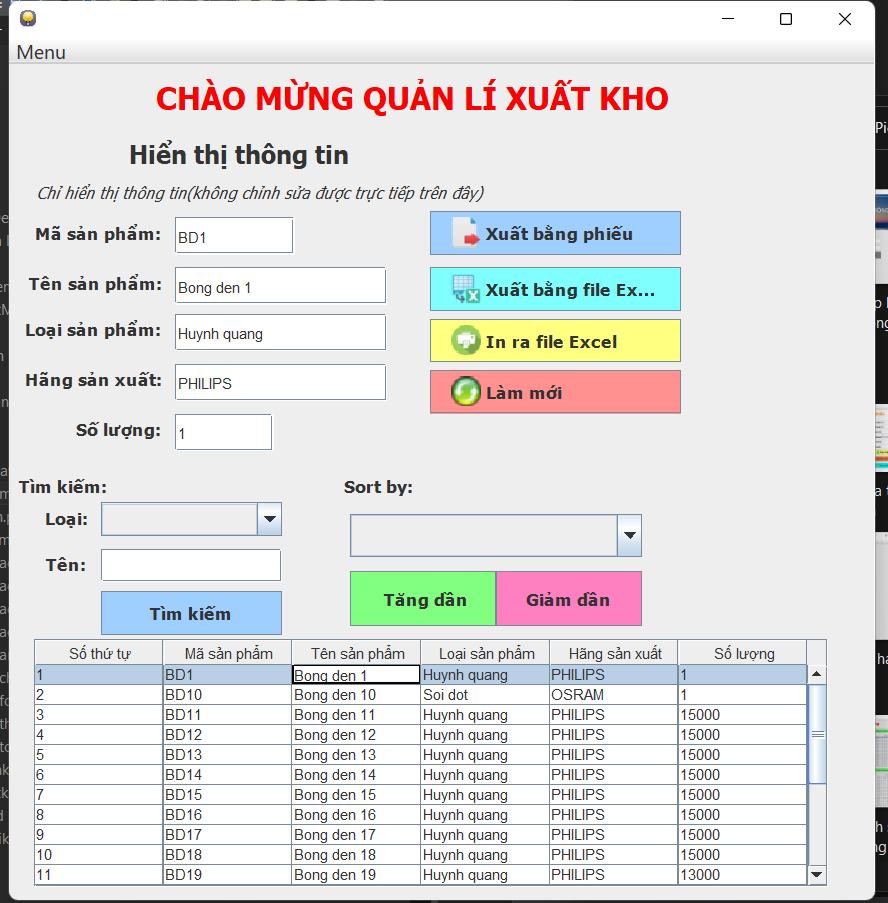 Menu
CHÀO MỪNG QUẢN LÍ XUẤT KHO
Hiển thị thông tin
Chỉ hiển thị thông tin(không chỉnh sửa được trực tiếp trên đây)
Mã sản phẩm: BD1
Xuất bằng phiếu
Tên sản phẩm: Bong den 1
Xuất bằng file Ex...
Loại sản phẩm: Huynh quang
In ra file Excel
Hãng sản xuất: PHILIPS
Làm mới
Số lượng: 1
Tìm kiếm:
Sort by:
Loại:
Tên:
Tìm kiếm
Tăng dần Giảm dần
Số thứ tự Mã sản phẩm Tên sản phẩm Loại sản phẩm Hãng sản xuất Số lượng
1 BD1 Bong den 1 Huynh quang PHILIPS 1
2 BD10 Bong den 10 Soi dot OSRAM 1
3 BD11 Bong den 11 Huynh quang PHILIPS 15000
4 BD12 Bong den 12 Huynh quang PHILIPS 15000
5 BD13 Bong den 13 Huynh quang PHILIPS 15000
6 BD14 Bong den 14 Huynh quang PHILIPS 15000
7 BD15 Bong den 15 Huynh quang PHILIPS 15000
8 BD16 Bong den 16 Huynh quang PHILIPS 15000
9 BD17 Bong den 17 Huynh quang PHILIPS 15000
10 BD18 Bong den 18 Huynh quang PHILIPS 15000
11 BD19 Bong den 19 Huynh quang PHILIPS 13000